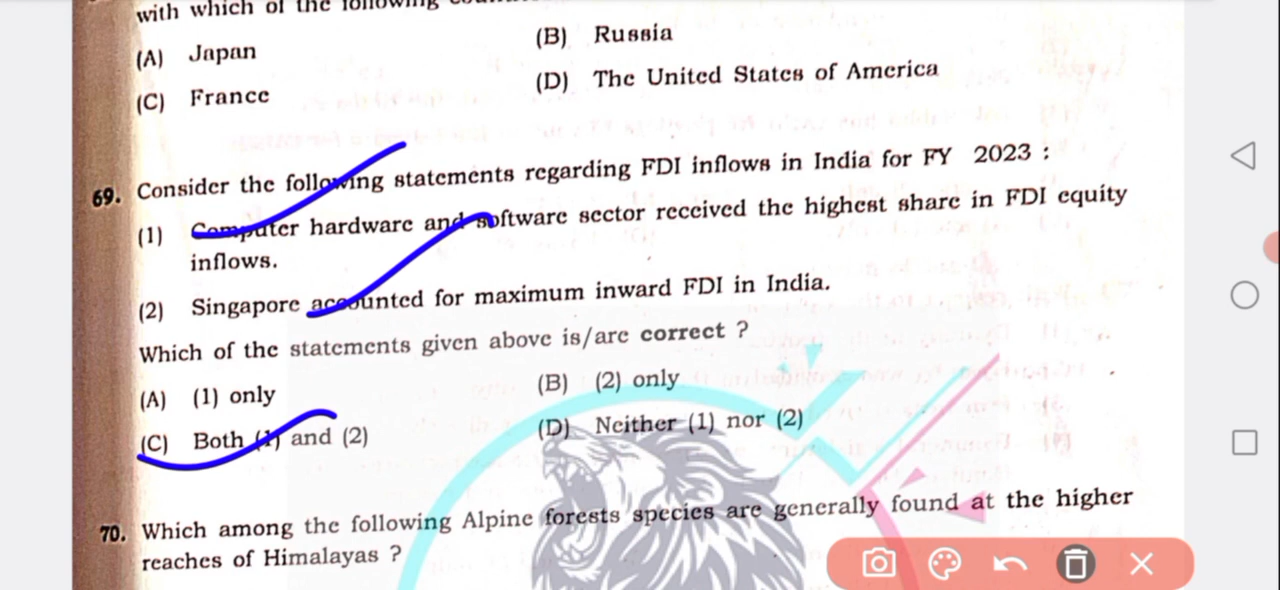 with which of the following
(A) Japan (B) Russia
(C) France (D) The United States of America
69. Consider the following statements regarding FDI inflows in India for FY 2023 :
(1) Computer hardware and software sector received the highest share in FDI equity
inflows.
(2) Singapore accounted for maximum inward FDI in India.
Which of the statements given above is/are correct ?
(A) (1) only (B) (2) only
(C) Both (1) and (2) (D) Neither (1) nor (2)
70. Which among the following Alpine forests species are generally found at the higher
reaches of Himalayas ?